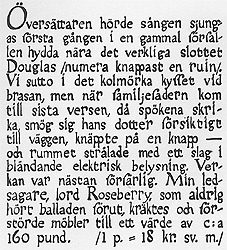 Översättaren hörde sången sjung-
as första gången i en gammal förfal-
len hydda nära det verkliga slottet
Douglas /numera knappast en ruin/.
Vi sutto i det kolmörka kyffet vid
brasan, men när familjefadern kom
till sista versen, då spökena skri-
ka, smög sig hans dotter försiktigt
till väggen, knäppte på en knapp —
och rummet strålade med ett slag i
bländande elektrisk belysning. Ver-
kan var nästan förfärlig. Min led-
sagare, lord Roseberry, som aldrig
hört balladen förut, kräktes och för-
störde möbler till ett värde av c:a
160 pund. /1 p. = 18 kr sv. m/